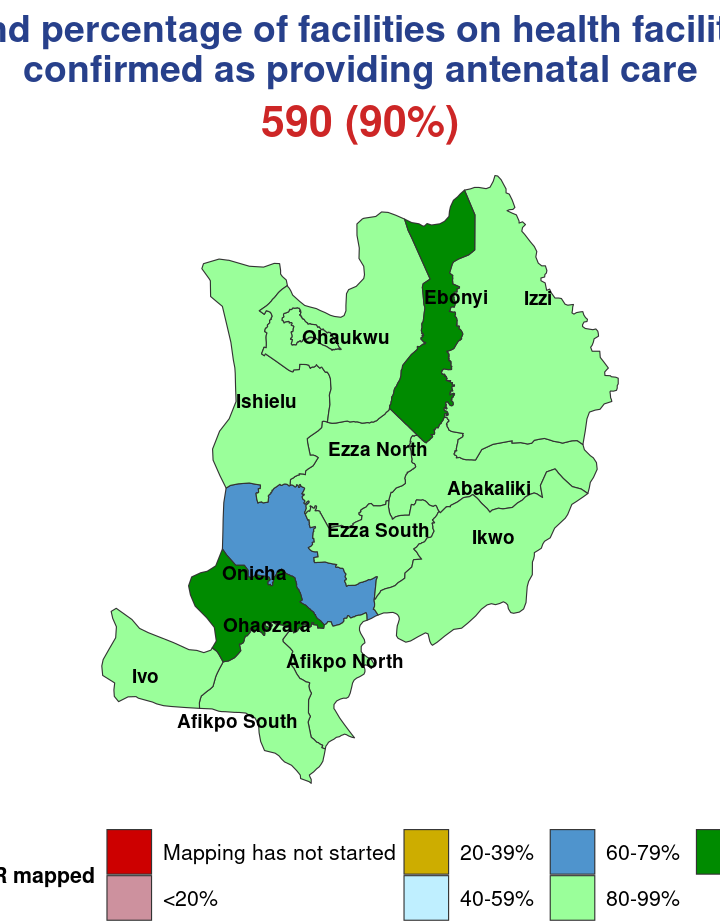 nd percentage of facilities on health facilit
confirmed as providing antenatal care
590 (90%)
Ebonyi
Izzi
Ohaukwu
Ishielu
Ezza North
Abakaliki
Ezza South
Ikwo
Onicha
Ohaozara
Afikpo North
Ivo
Afikpo South
R mapped
Mapping has not started
<20%
20-39%
40-59%
60-79%
80-99%